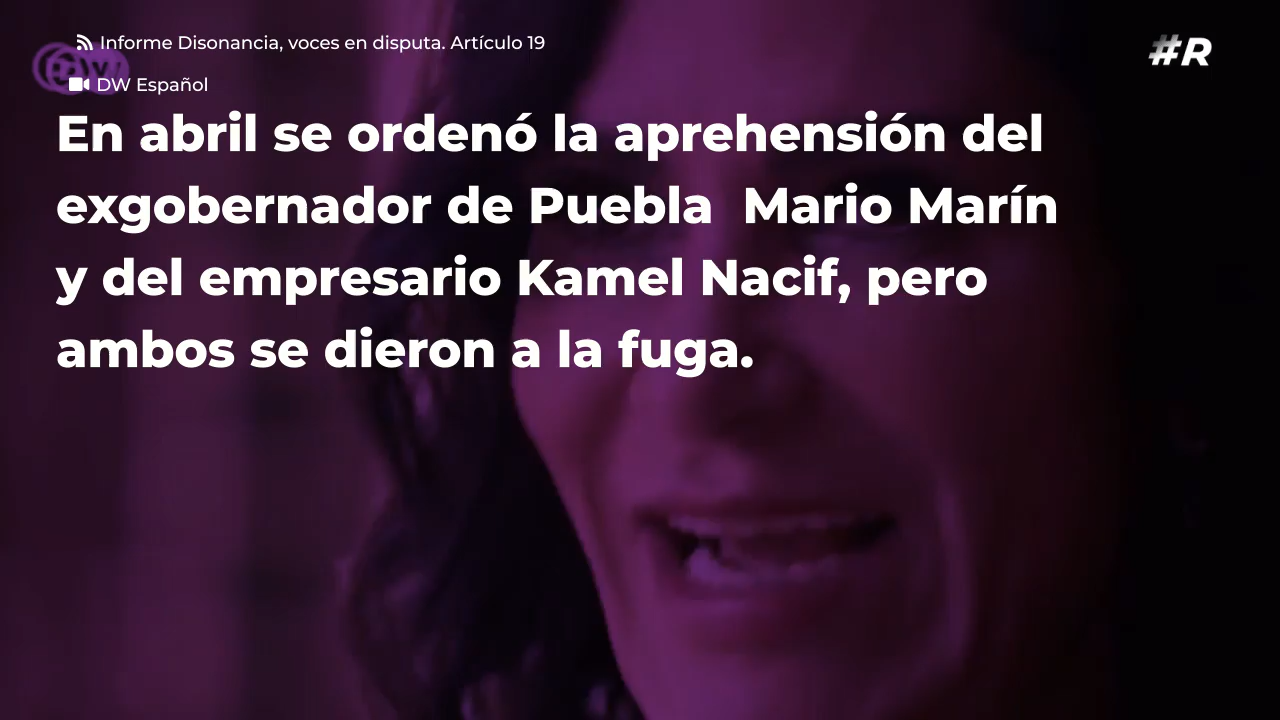 Informe Disonancia, voces en disputa. Artículo 19
#R
DW
DW Español
En abril se ordenó la aprehensión del
exgobernador de Puebla  Mario Marín
y del empresario Kamel Nacif, pero
ambos se dieron a la fuga.